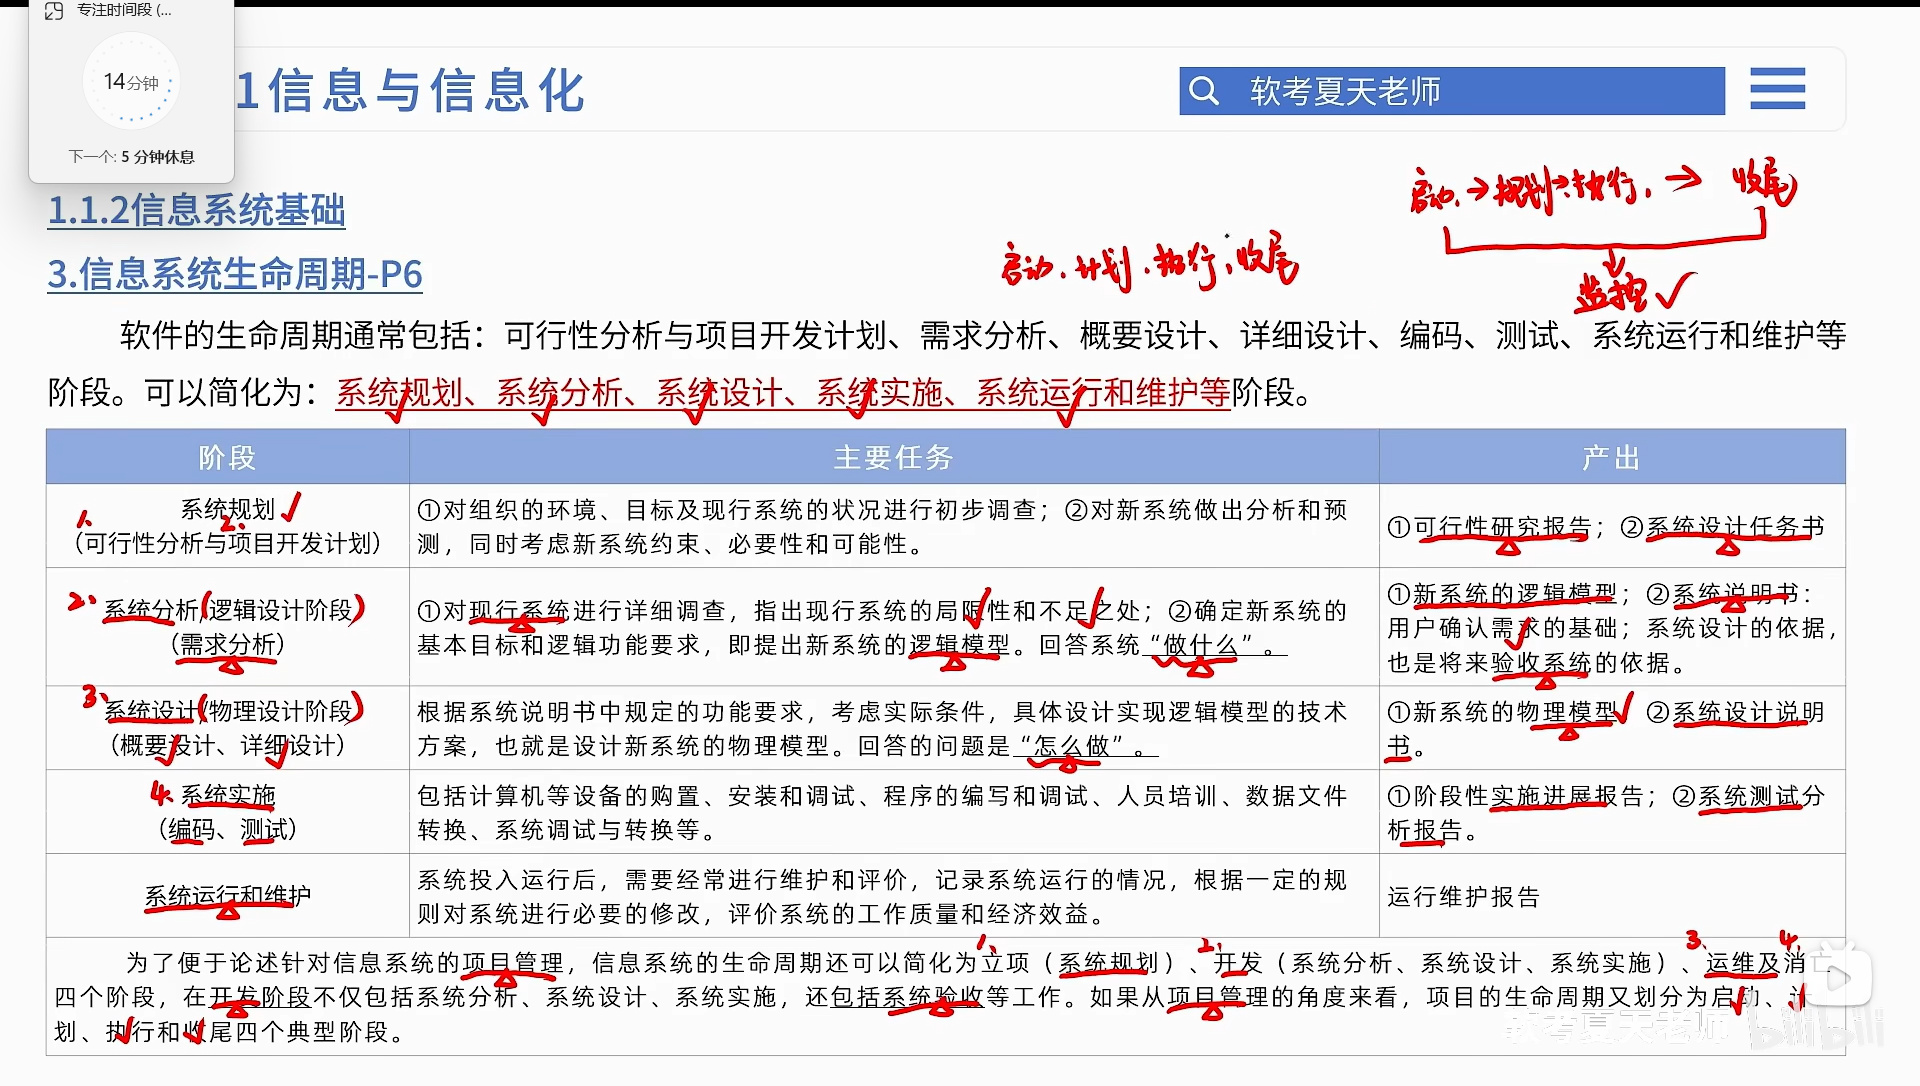 专注时间段 (...
14分钟
下一个: 5 分钟休息
1信息与信息化
软考夏天老师
1.1.2信息系统基础
启动→规划→执行.→ 收尾
监控
3.信息系统生命周期-P6
启动.计划.执行.收尾
软件的生命周期通常包括：可行性分析与项目开发计划、需求分析、概要设计、详细设计、编码、测试、系统运行和维护等
阶段。可以简化为：系统规划、系统分析、系统设计、系统实施、系统运行和维护等阶段。
阶段 主要任务 产出
1、 2、
系统规划
（可行性分析与项目开发计划）
①对组织的环境、目标及现行系统的状况进行初步调查；②对新系统做出分析和预
测，同时考虑新系统约束、必要性和可能性。
①可行性研究报告；②系统设计任务书
2、系统分析(逻辑设计阶段)
（需求分析）
①对现行系统进行详细调查，指出现行系统的局限性和不足之处；②确定新系统的
基本目标和逻辑功能要求，即提出新系统的逻辑模型。回答系统“做什么”。
①新系统的逻辑模型；②系统说明书：
用户确认需求的基础；系统设计的依据，
也是将来验收系统的依据。
3、系统设计(物理设计阶段)
（概要设计、详细设计）
根据系统说明书中规定的功能要求，考虑实际条件，具体设计实现逻辑模型的技术
方案，也就是设计新系统的物理模型。回答的问题是“怎么做”。
①新系统的物理模型 ②系统设计说明
书。
4、系统实施
（编码、测试）
包括计算机等设备的购置、安装和调试、程序的编写和调试、人员培训、数据文件
转换、系统调试与转换等。
①阶段性实施进展报告；②系统测试分
析报告。
系统运行和维护
系统投入运行后，需要经常进行维护和评价，记录系统运行的情况，根据一定的规
则对系统进行必要的修改，评价系统的工作质量和经济效益。
运行维护报告
1、 2、 3、 4、
为了便于论述针对信息系统的项目管理，信息系统的生命周期还可以简化为立项（系统规划）、开发（系统分析、系统设计、系统实施）、运维及消亡
四个阶段，在开发阶段不仅包括系统分析、系统设计、系统实施，还包括系统验收等工作。如果从项目管理的角度来看，项目的生命周期又划分为启动、计
划、执行和收尾四个典型阶段。
软考夏天老师 bilibili